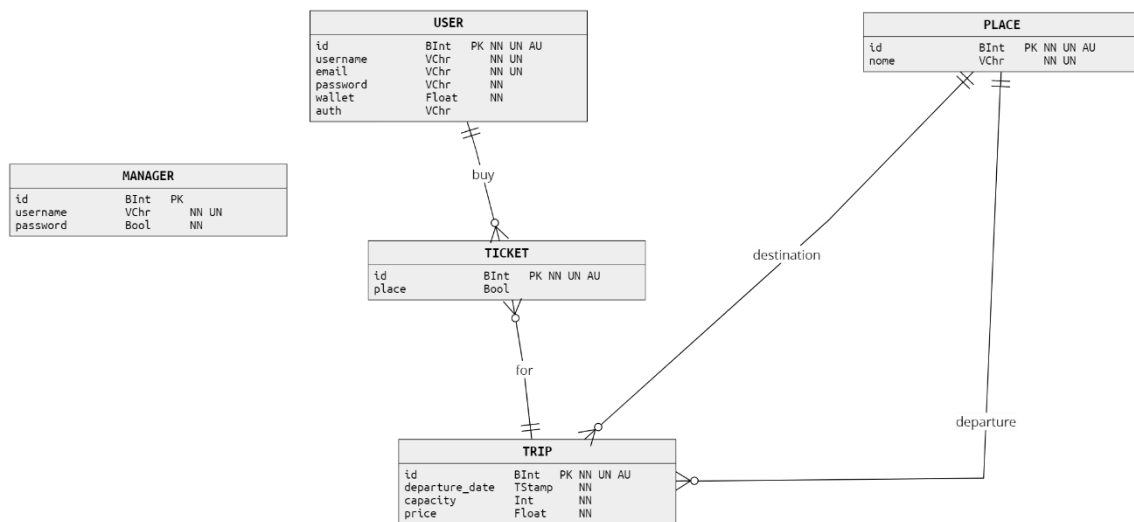 USER
id BInt PK NN UN AU
username VChr NN UN
email VChr NN UN
password VChr NN
wallet Float NN
auth VChr
PLACE
id BInt PK NN UN AU
nome VChr NN UN
MANAGER
id BInt PK
username VChr NN UN
password Bool NN
buy
TICKET
id BInt PK NN UN AU
place Bool
destination
for
departure
TRIP
id BInt PK NN UN AU
departure_date TStamp NN
capacity Int NN
price Float NN